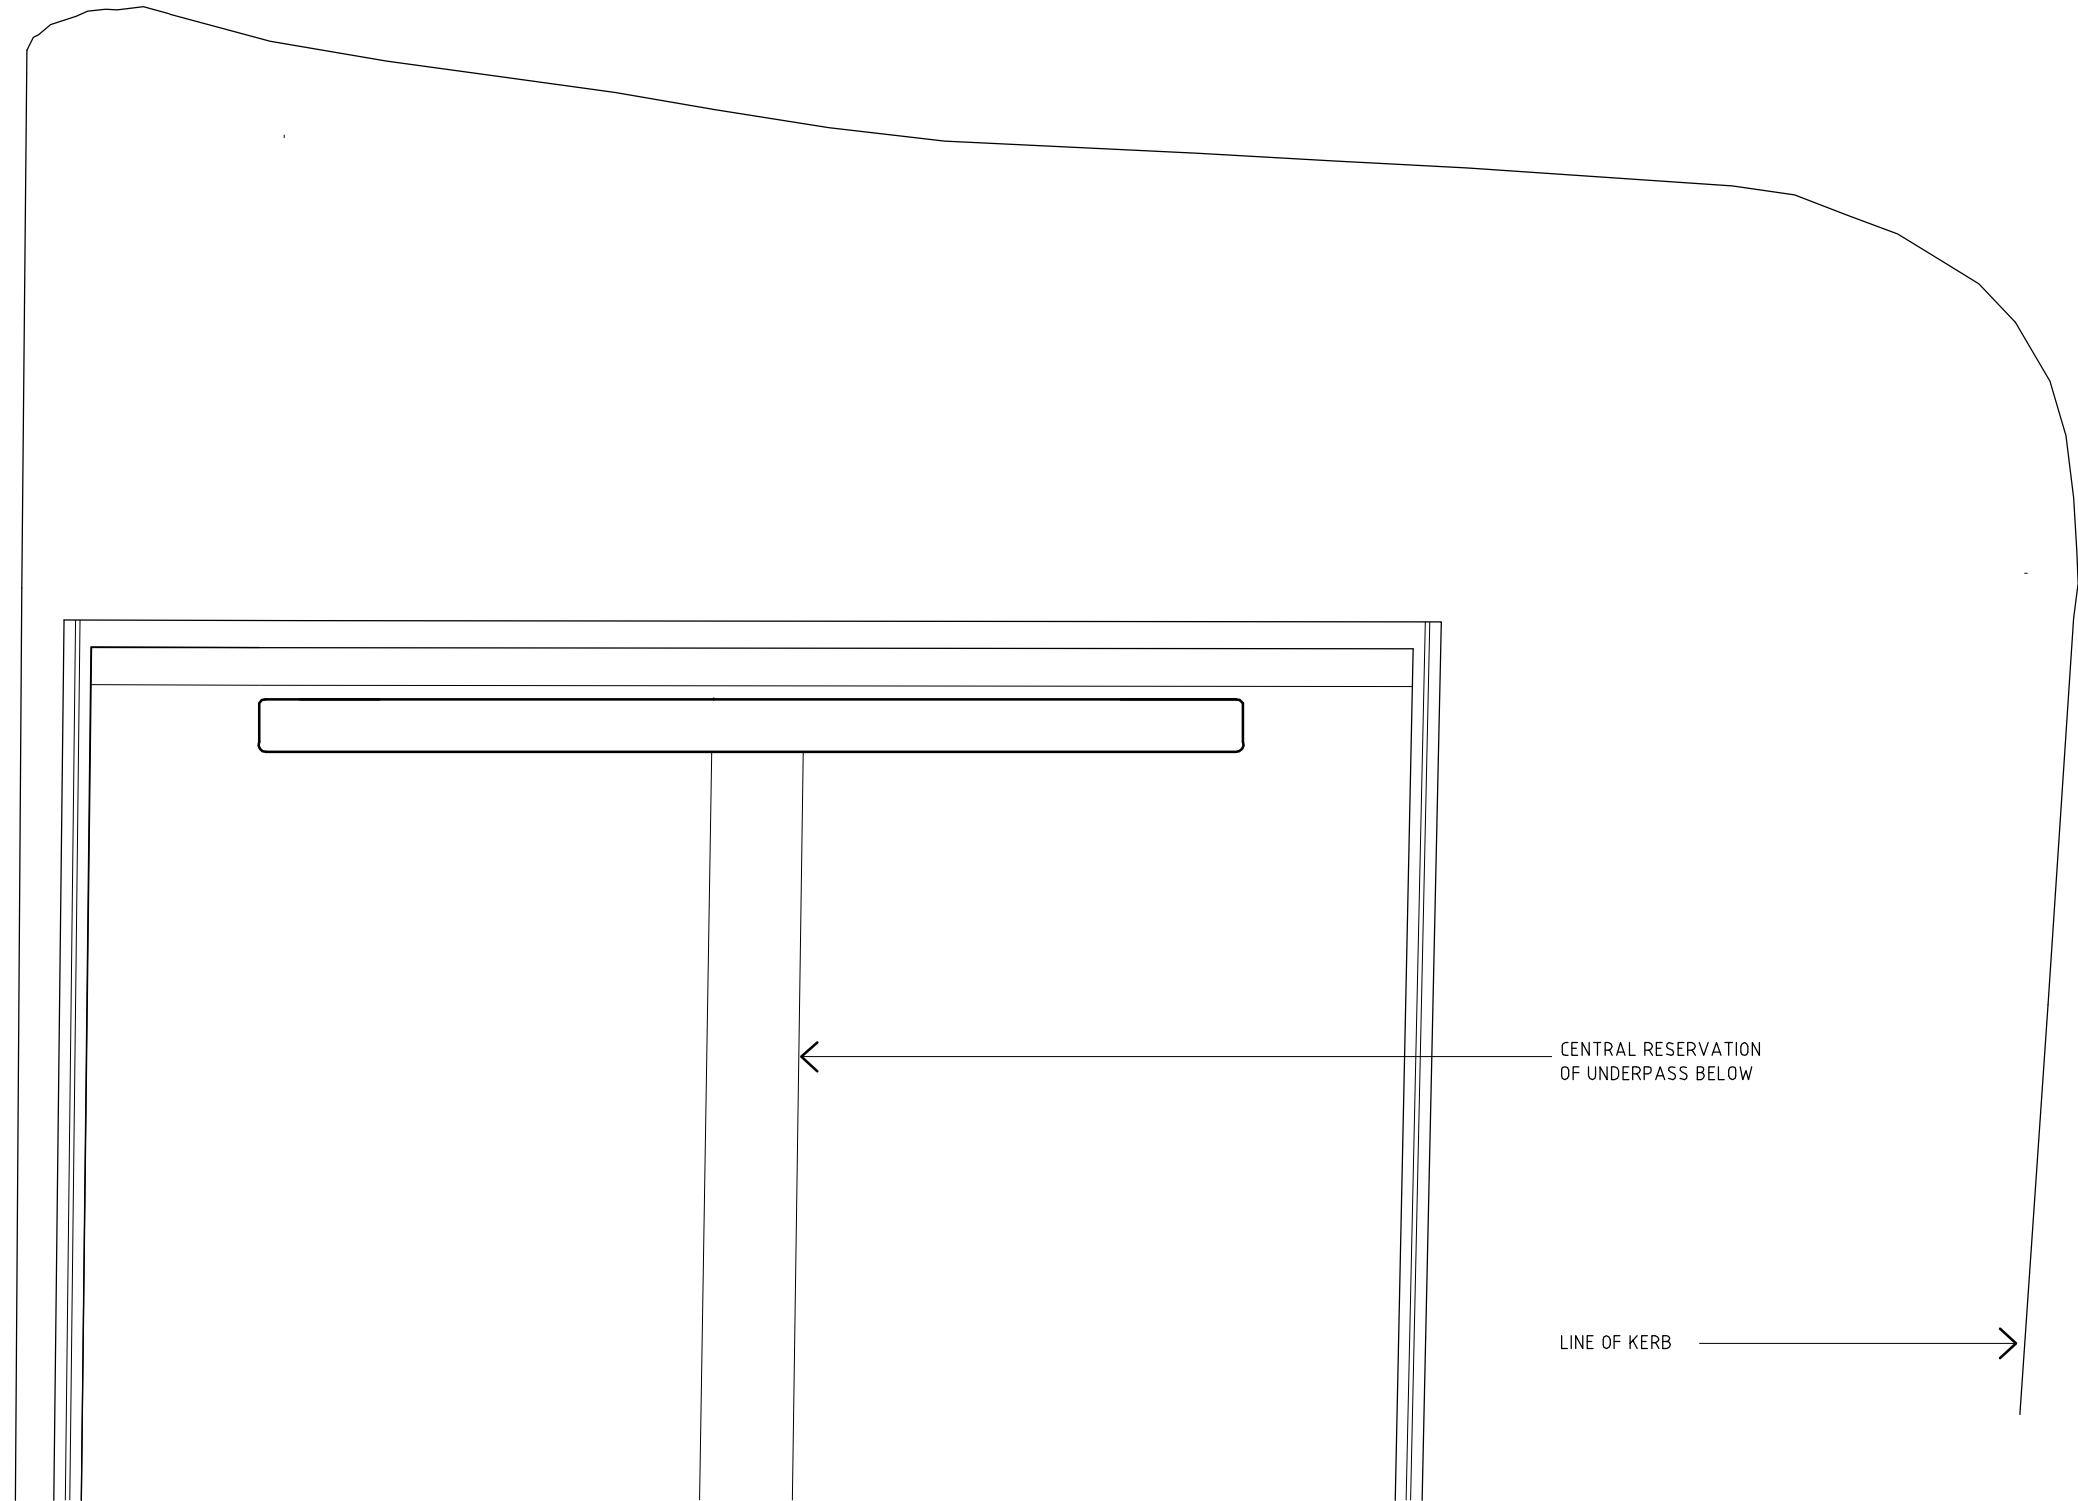 CENTRAL RESERVATION
OF UNDERPASS BELOW
LINE OF KERB